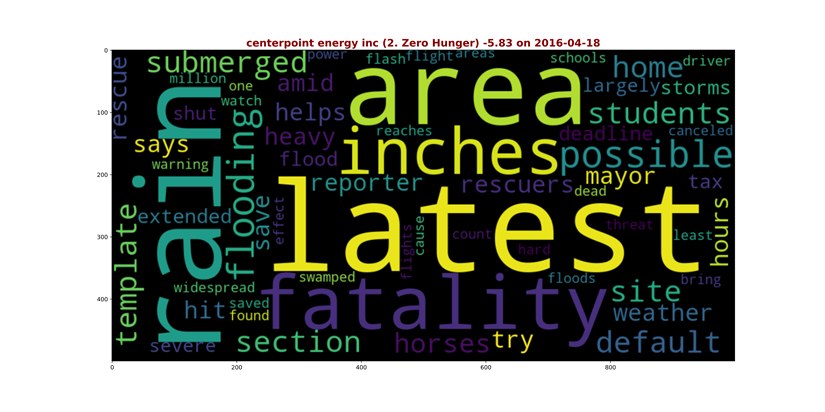 centerpoint energy inc (2. Zero Hunger) -5.83 on 2016-04-18
0
100
200
300
400
0
200
400
600
800
rescue
submerged
power
flash
flight
areas
schools
driver
million
one
watch
shut
amid
helps
heavy
flood
area
home
largely
storms
students
says
warning
rain
flooding
inches
reaches
deadline
canceled
possible
reporter
rescuers
dead
mayor
tax
extended
save
effect
latest
flights
cause
count
hard
threat
least
hours
template
widespread
swamped
floods
bring
hit
saved
found
fatality
site
weather
severe
section
horses
try
default